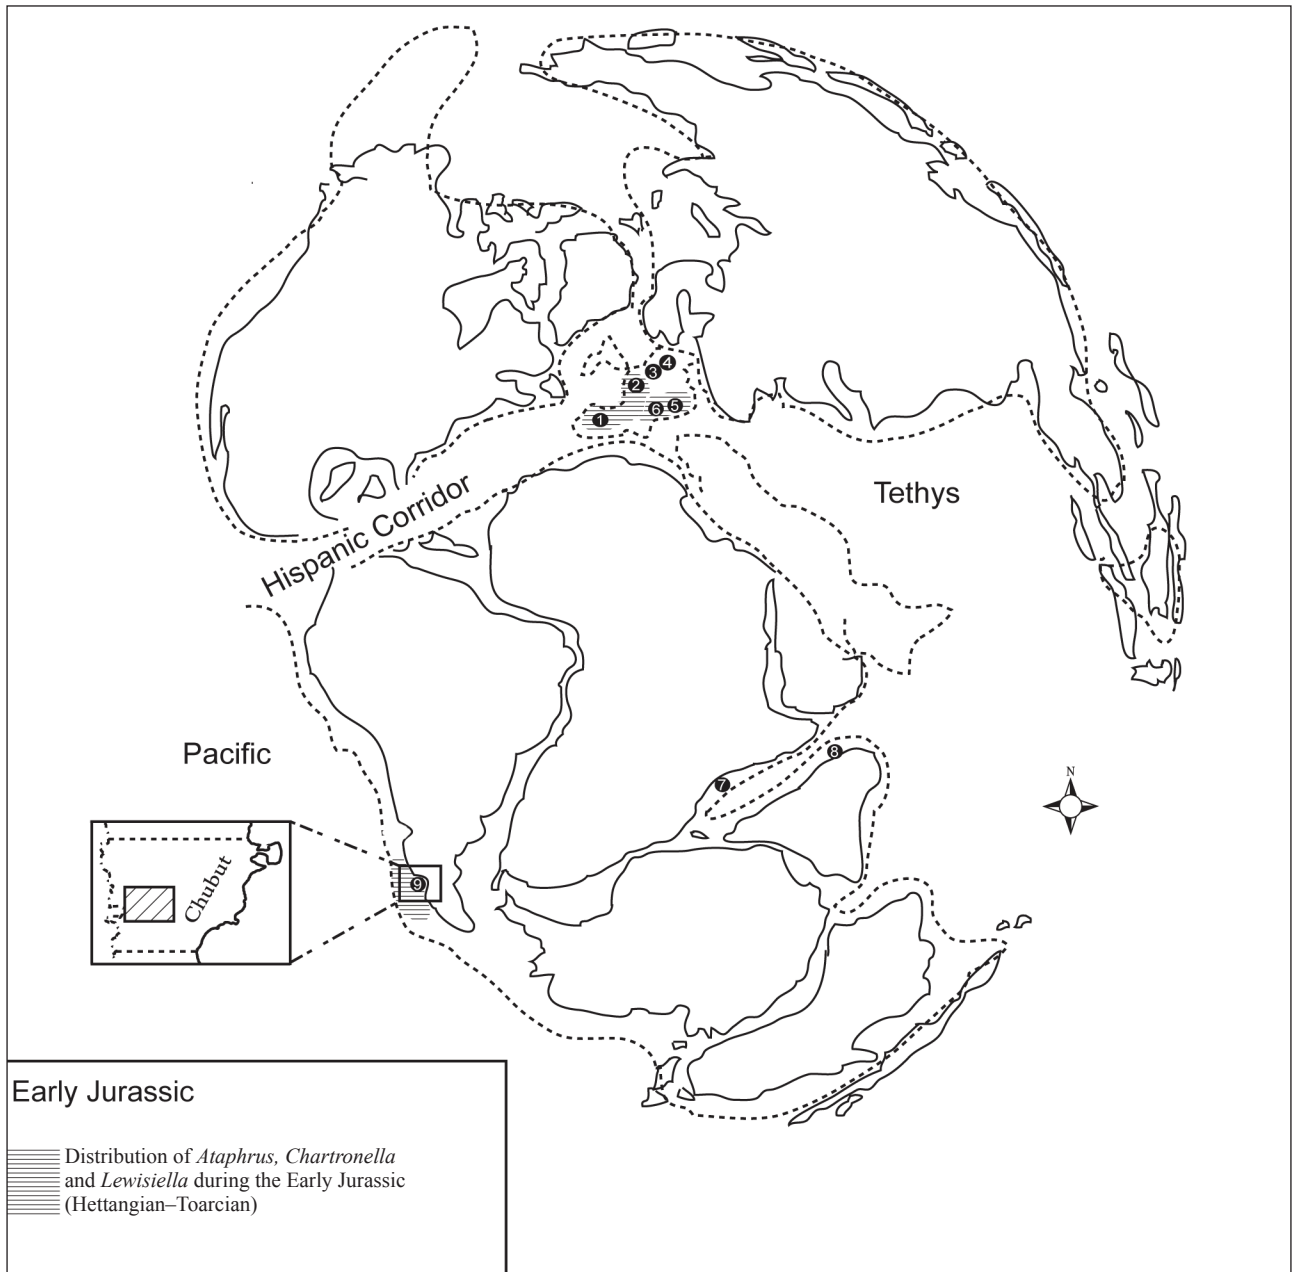 4
3
2
5
6
1
Tethys
Hispanic Corridor
Pacific
8
N
7
Chubut
9
Early Jurassic
Distribution of Ataphrus, Chartronella
and Lewisiella during the Early Jurassic
(Hettangian–Toarcian)